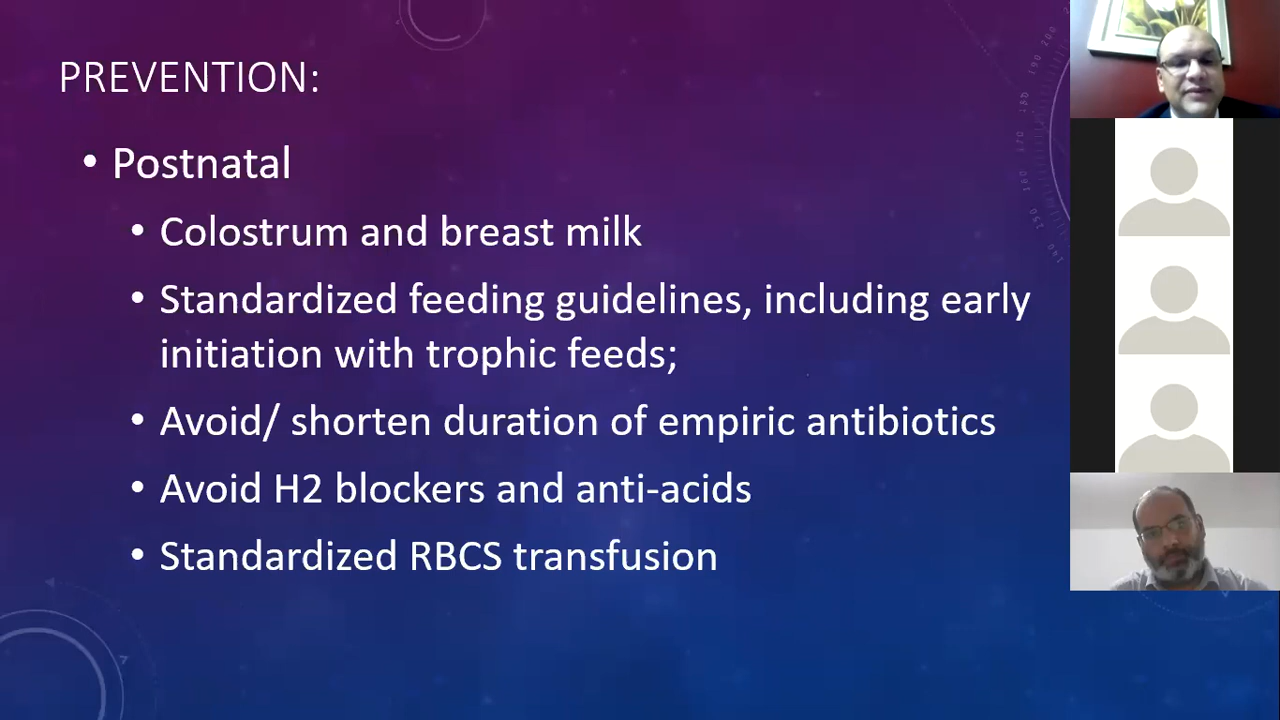 PREVENTION:
• Postnatal
• Colostrum and breast milk
• Standardized feeding guidelines, including early
initiation with trophic feeds;
• Avoid/ shorten duration of empiric antibiotics
• Avoid H2 blockers and anti-acids
• Standardized RBCS transfusion